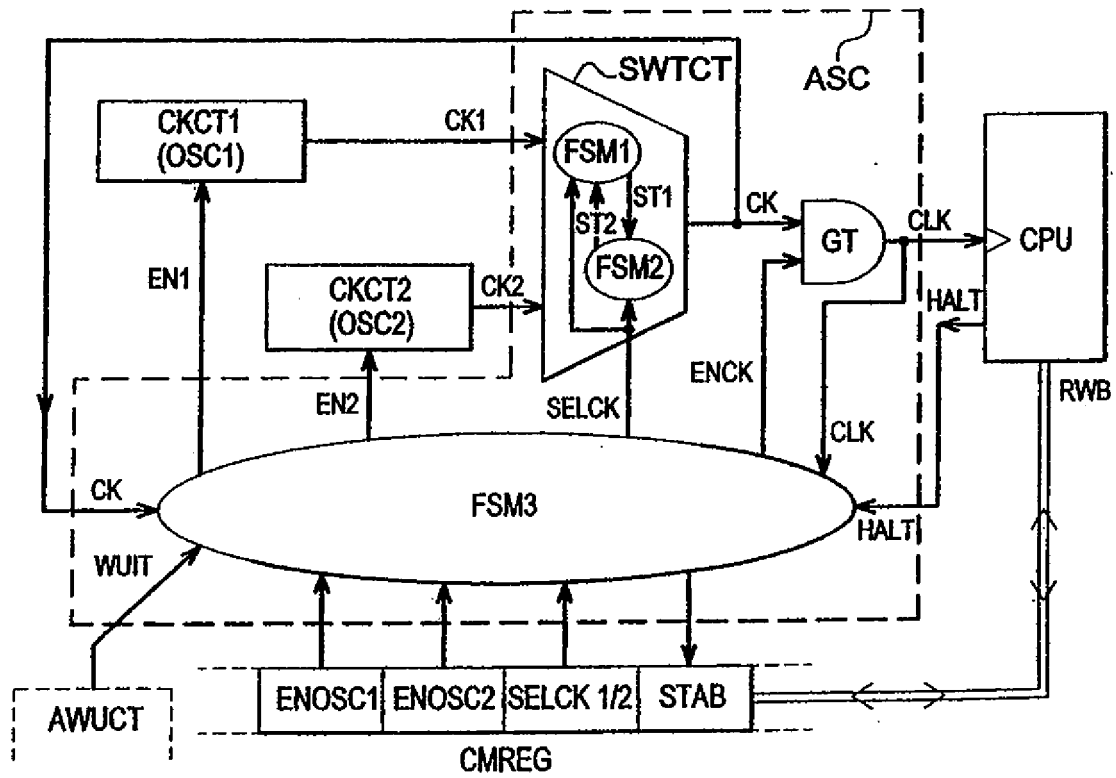 SWTCT
ASC
CKCT1
(OSC1)
CK1
FSM1
ST1
ST2
FSM2
CK
GT
CLK
CPU
HALT
EN1
CKCT2
(OSC2)
CK2
EN2
SELCK
ENCK
CLK
RWB
CK
FSM3
HALT
WUIT
AWUCT
ENOSC1
ENOSC2
SELCK 1/2
STAB
CMREG